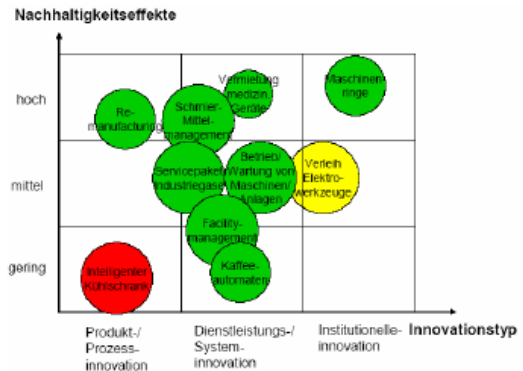 Nachhaltigkeitseffekte
hoch
Re-
manufacturing
Schmier-
Mittel-
management
Vermietung
medizin.
Geräte
Maschinen
ringe
mittel
Servicepaket
Industriegase
Betrieb/
Wartung von
Maschinen/
Anlagen
Verleih
Elektro-
werkzeuge
Facility-
management
gering
Intelligenter
Kühlschrank
Kaffee-
automaten
Produkt-/
Prozess-
innovation
Dienstleistungs-/
System-
innovation
Institutionelle-
innovation
Innovationstyp